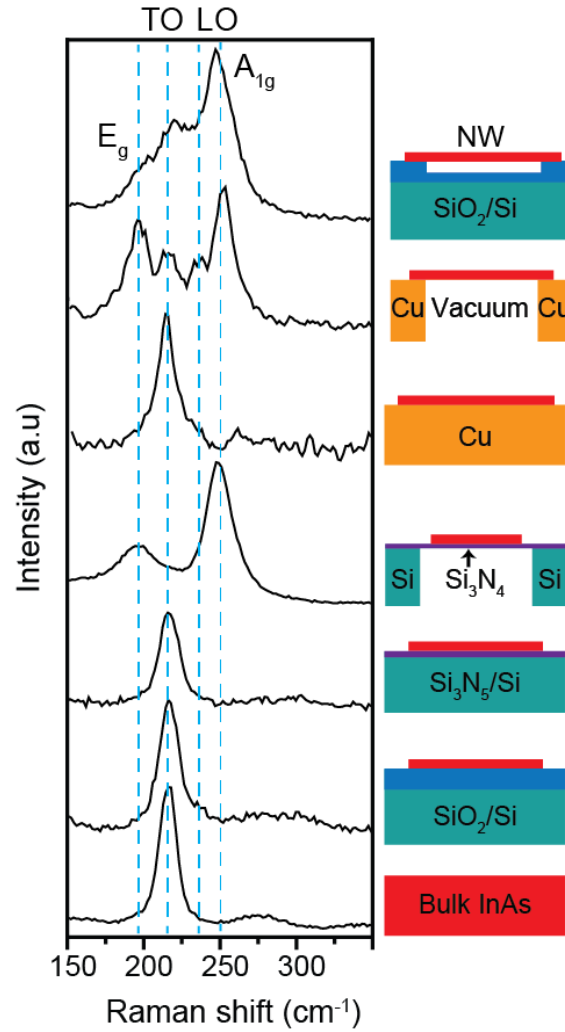 TO LO
A1g
Eg
NW
SiO2/Si
Cu Vacuum Cu
Cu
Si Si3N4 Si
Si3N5/Si
SiO2/Si
Bulk InAs
Intensity (a.u)
150 200 250 300
Raman shift (cm-1)